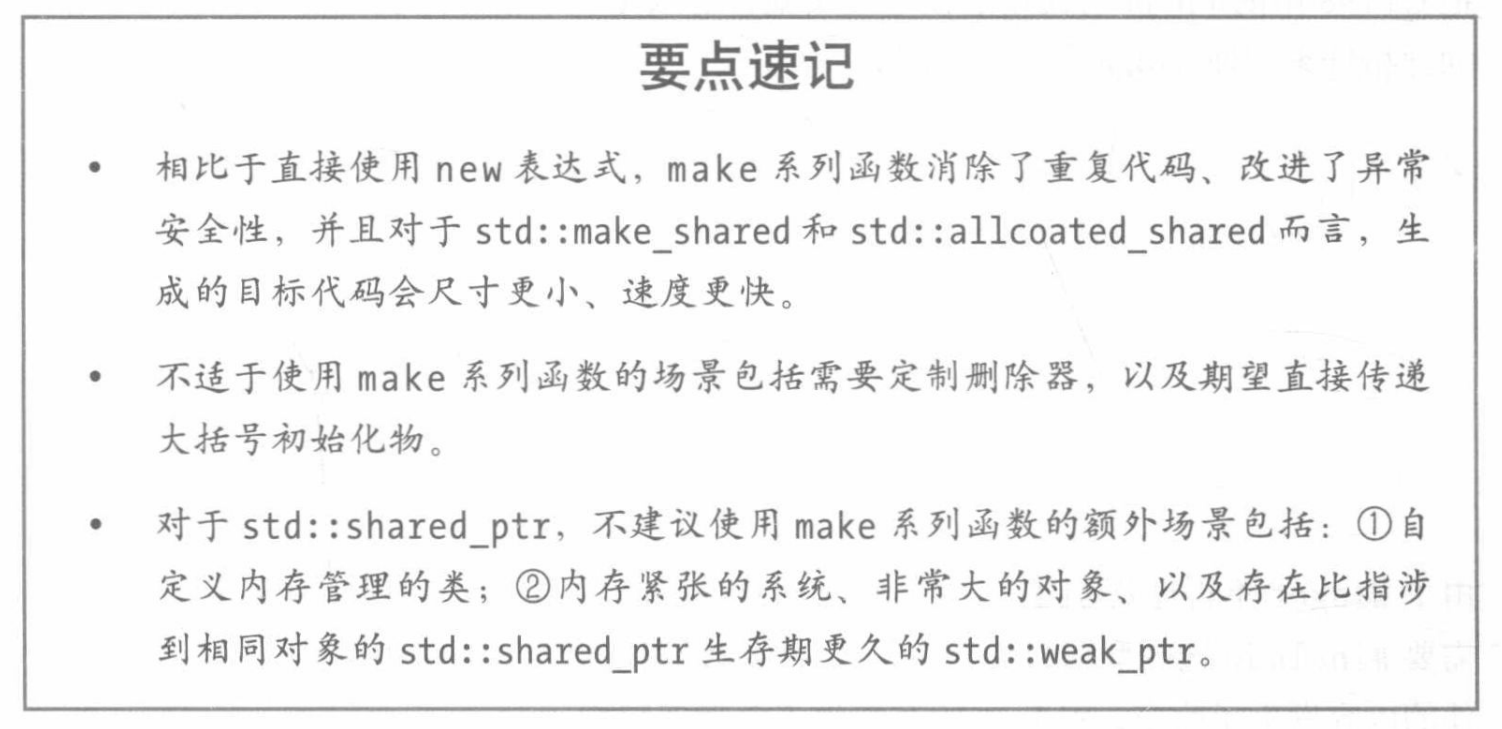 要点速记
• 相比于直接使用 new 表达式，make 系列函数消除了重复代码、改进了异常
安全性，并且对于 std::make_shared 和 std::allcoated_shared 而言，生
成的目标代码会尺寸更小、速度更快。
• 不适于使用 make 系列函数的场景包括需要定制删除器，以及期望直接传递
大括号初始化物。
• 对于 std::shared_ptr，不建议使用 make 系列函数的额外场景包括：①自
定义内存管理的类；②内存紧张的系统、非常大的对象、以及存在比指涉
到相同对象的 std::shared_ptr 生存期更久的 std::weak_ptr。